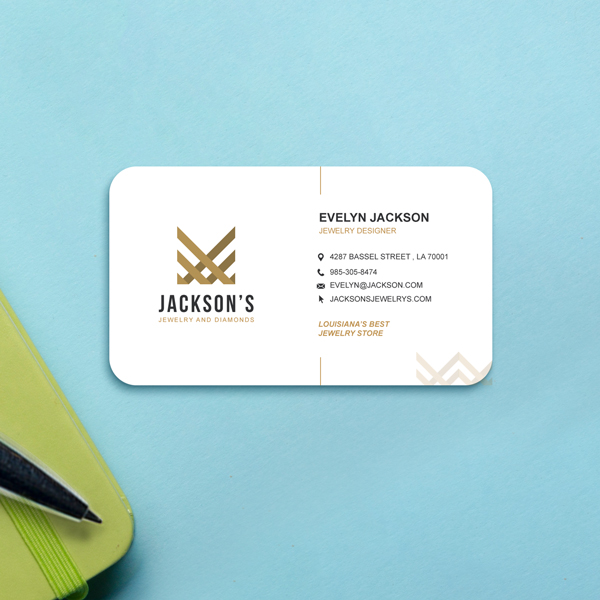 JACKSON'S
JEWELRY AND DIAMONDS
EVELYN JACKSON
JEWELRY DESIGNER
4287 BASSEL STREET , LA 70001
985-305-8474
EVELYN@JACKSON.COM
JACKSONSJEWELRYS.COM
LOUISIANA'S BEST
JEWELRY STORE